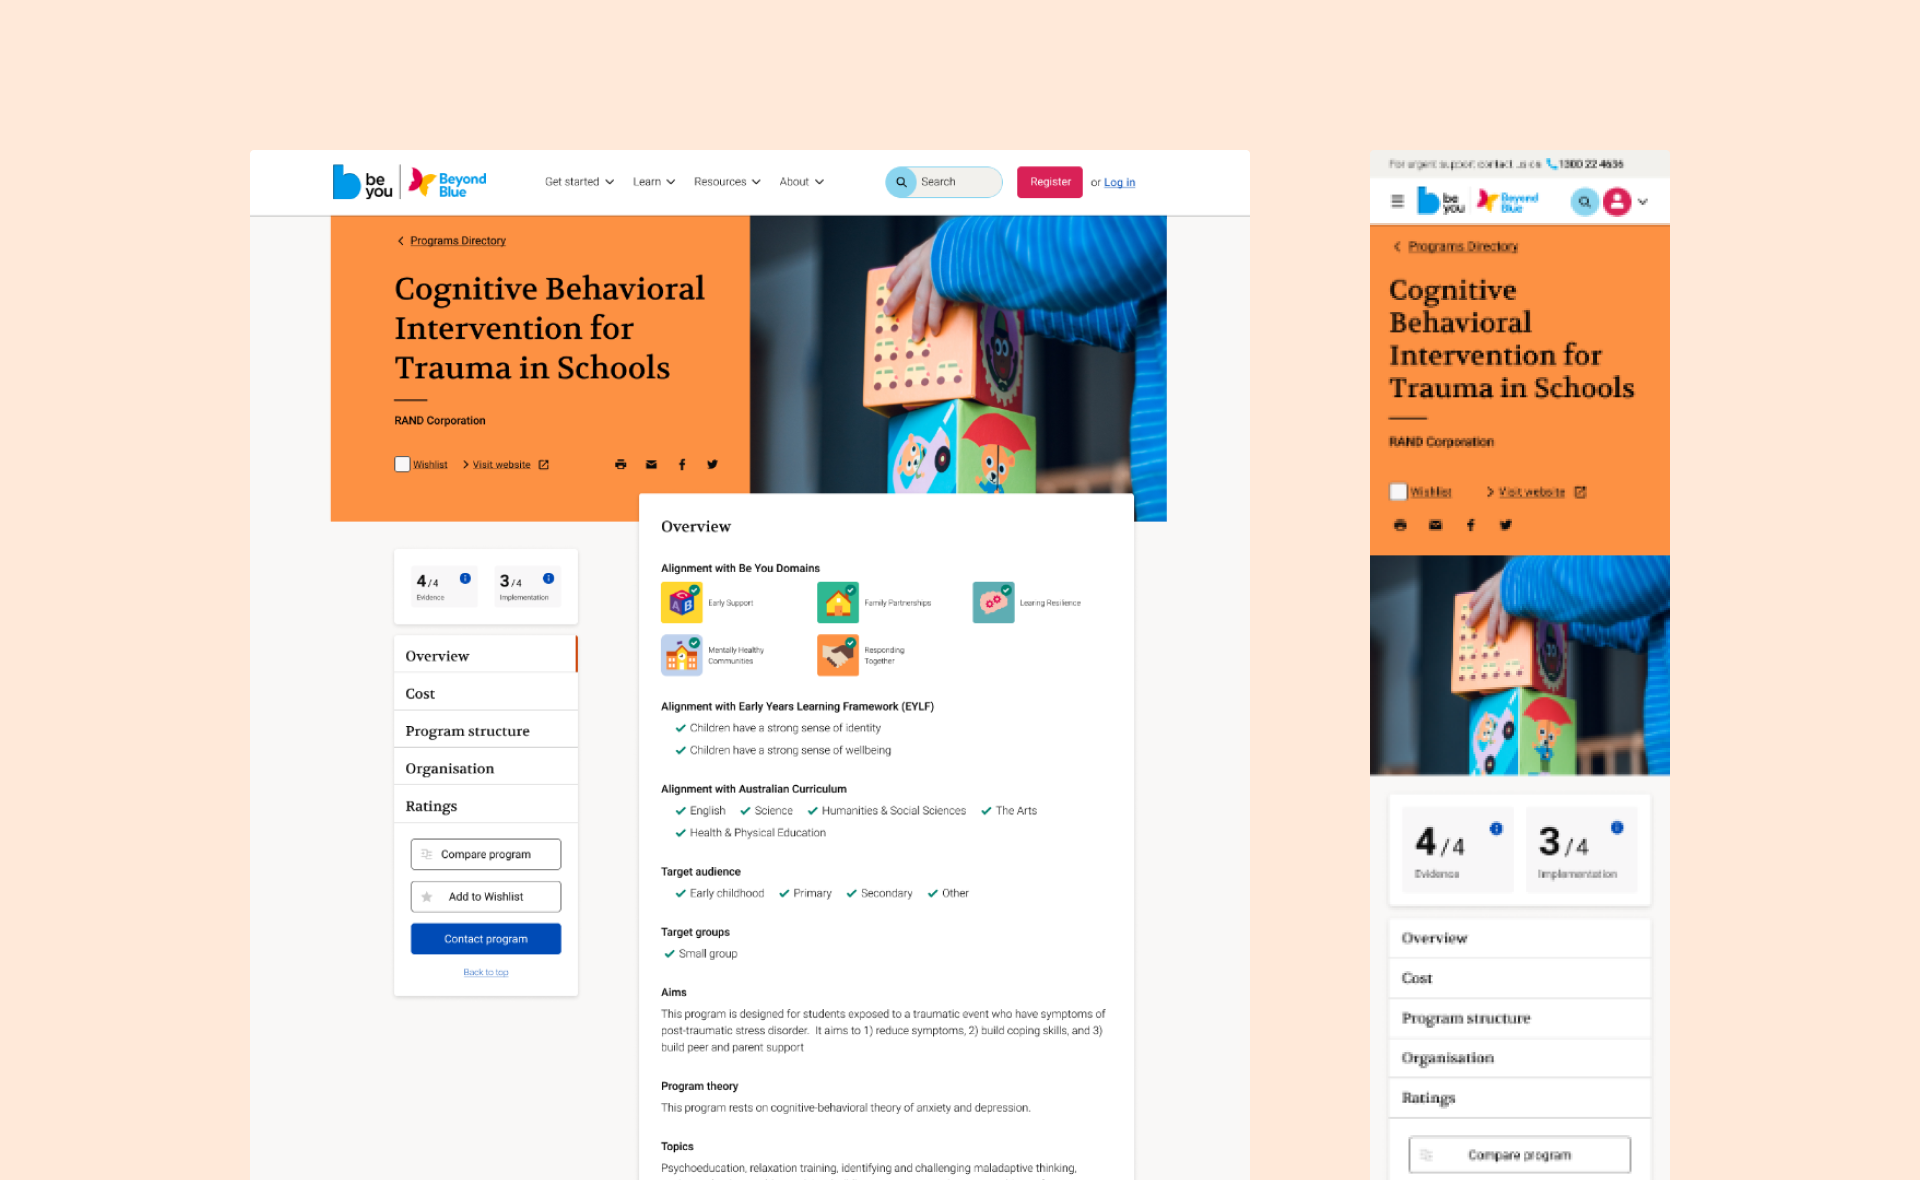 be
you
Beyond
Blue
Get started
Learn
Resources
About
Search
Register
or Log in
Programs Directory
Cognitive Behavioral
Intervention for
Trauma in Schools
RAND Corporation
Wishlist
Visit website
4/4
Evidence
3/4
Implementation
Overview
Cost
Program structure
Organisation
Ratings
Compare program
Add to Wishlist
Contact program
Back to top
Overview
Alignment with Be You Domains
A B
Early Support
Family Partnerships
Learing Resilience
Mentally Healthy
Communities
Responding
Together
Alignment with Early Years Learning Framework (EYLF)
Children have a strong sense of identity
Children have a strong sense of wellbeing
Alignment with Australian Curriculum
English Science Humanities & Social Sciences The Arts
Health & Physical Education
Target audience
Early childhood Primary Secondary Other
Target groups
Small group
Aims
This program is designed for students exposed to a traumatic event who have symptoms of
post-traumatic stress disorder. It aims to 1) reduce symptoms, 2) build coping skills, and 3)
build peer and parent support
Program theory
This program rests on cognitive-behavioral theory of anxiety and depression.
Topics
Psychoeducation, relaxation training, identifying and challenging maladaptive thinking,
For urgent support contact us on 1300 22 4636
be
you
Beyond
Blue
Programs Directory
Cognitive
Behavioral
Intervention for
Trauma in Schools
RAND Corporation
Wishlist
Visit website
4/4
Evidence
3/4
Implementation
Overview
Cost
Program structure
Organisation
Ratings
Compare program